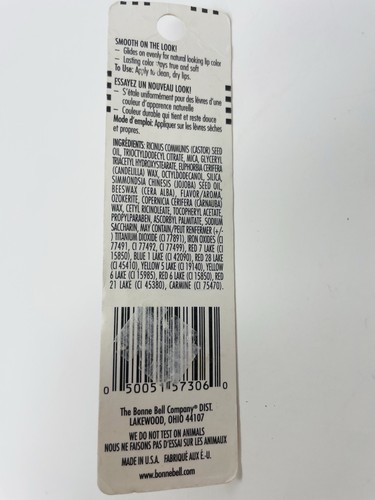 SMOOTH ON THE LOOK!
– Glides on evenly for natural looking lip color
– Lasting color stays true and soft
To Use: Apply to clean, dry lips.
ESSAYEZ UN NOUVEAU LOOK!
– S'étale uniformément pour des lèvres d'une
couleur d'apparence naturelle
– Couleur durable qui tient et reste douce
Mode d'emploi: Appliquer sur les lèvres sèches
et propres.
INGRÉDIENTS: RICINUS COMMUNIS (CASTOR) SEED
OIL, TRIOCTYLDODECYL CITRATE, MICA, GLYCERYL
TRIACETYL HYDROXYSTEARATE, EUPHORBIA CERIFERA
(CANDELILLA) WAX, OCTYLDODECANOL, SILICA,
SIMMONDSIA CHINESIS (JOJOBA) SEED OIL,
BEESWAX (CERA ALBA), FLAVOR/AROMA,
OZOKERITE, COPERNICIA CERIFERA (CARNAUBA)
WAX, CETYL RICINOLEATE, TOCOPHERYL ACETATE,
PROPYLPARABEN, ASCORBYL PALMITATE, SODIUM
SACCHARIN, MAY CONTAIN/PEUT RENFERMER (+/-
) TITANIUM DIOXIDE (CI 77891), IRON OXIDES (CI
77491, CI 77492, CI 77499), RED 7 LAKE (CI
15850), BLUE 1 LAKE (CI 42090), RED 28 LAKE
(CI 45410), YELLOW 5 LAKE (CI 19140), YELLOW
6 LAKE (CI 15985), RED 6 LAKE (CI 15850), RED
21 LAKE (CI 45380), CARMINE (CI 75470).
0 50051 57306 0
The Bonne Bell Company® DIST.
LAKEWOOD, OHIO 44107
WE DO NOT TEST ON ANIMALS
NOUS NE FAISONS PAS D'ESSAI SUR LES ANIMAUX
MADE IN U.S.A. FABRIQUÉ AUX É.-U.
www.bonnebell.com